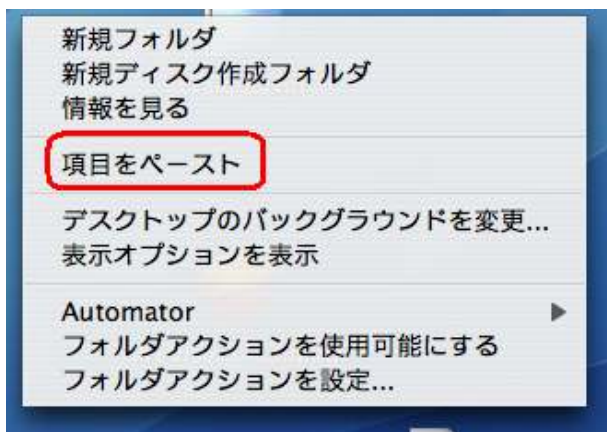 新規フォルダ
新規ディスク作成フォルダ
情報を見る
項目をペースト
デスクトップのバックグラウンドを変更...
表示オプションを表示
Automator
フォルダアクションを使用可能にする
フォルダアクションを設定...